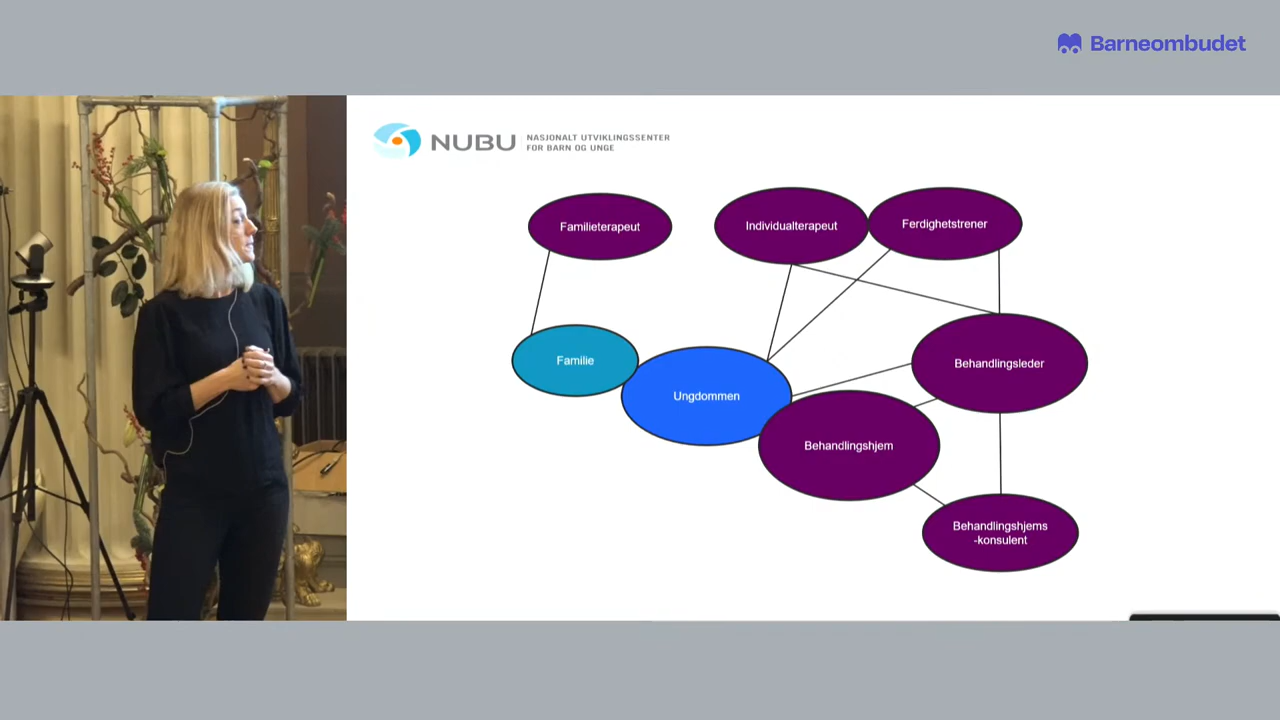 Barneombudet
NUBU
NASJONALT UTVIKLINGSSENTER
FOR BARN OG UNGE
Familieterapeut
Individualterapeut
Ferdighetstrener
Familie
Ungdommen
Behandlingsleder
Behandlingshjem
Behandlingshjems
-konsulent